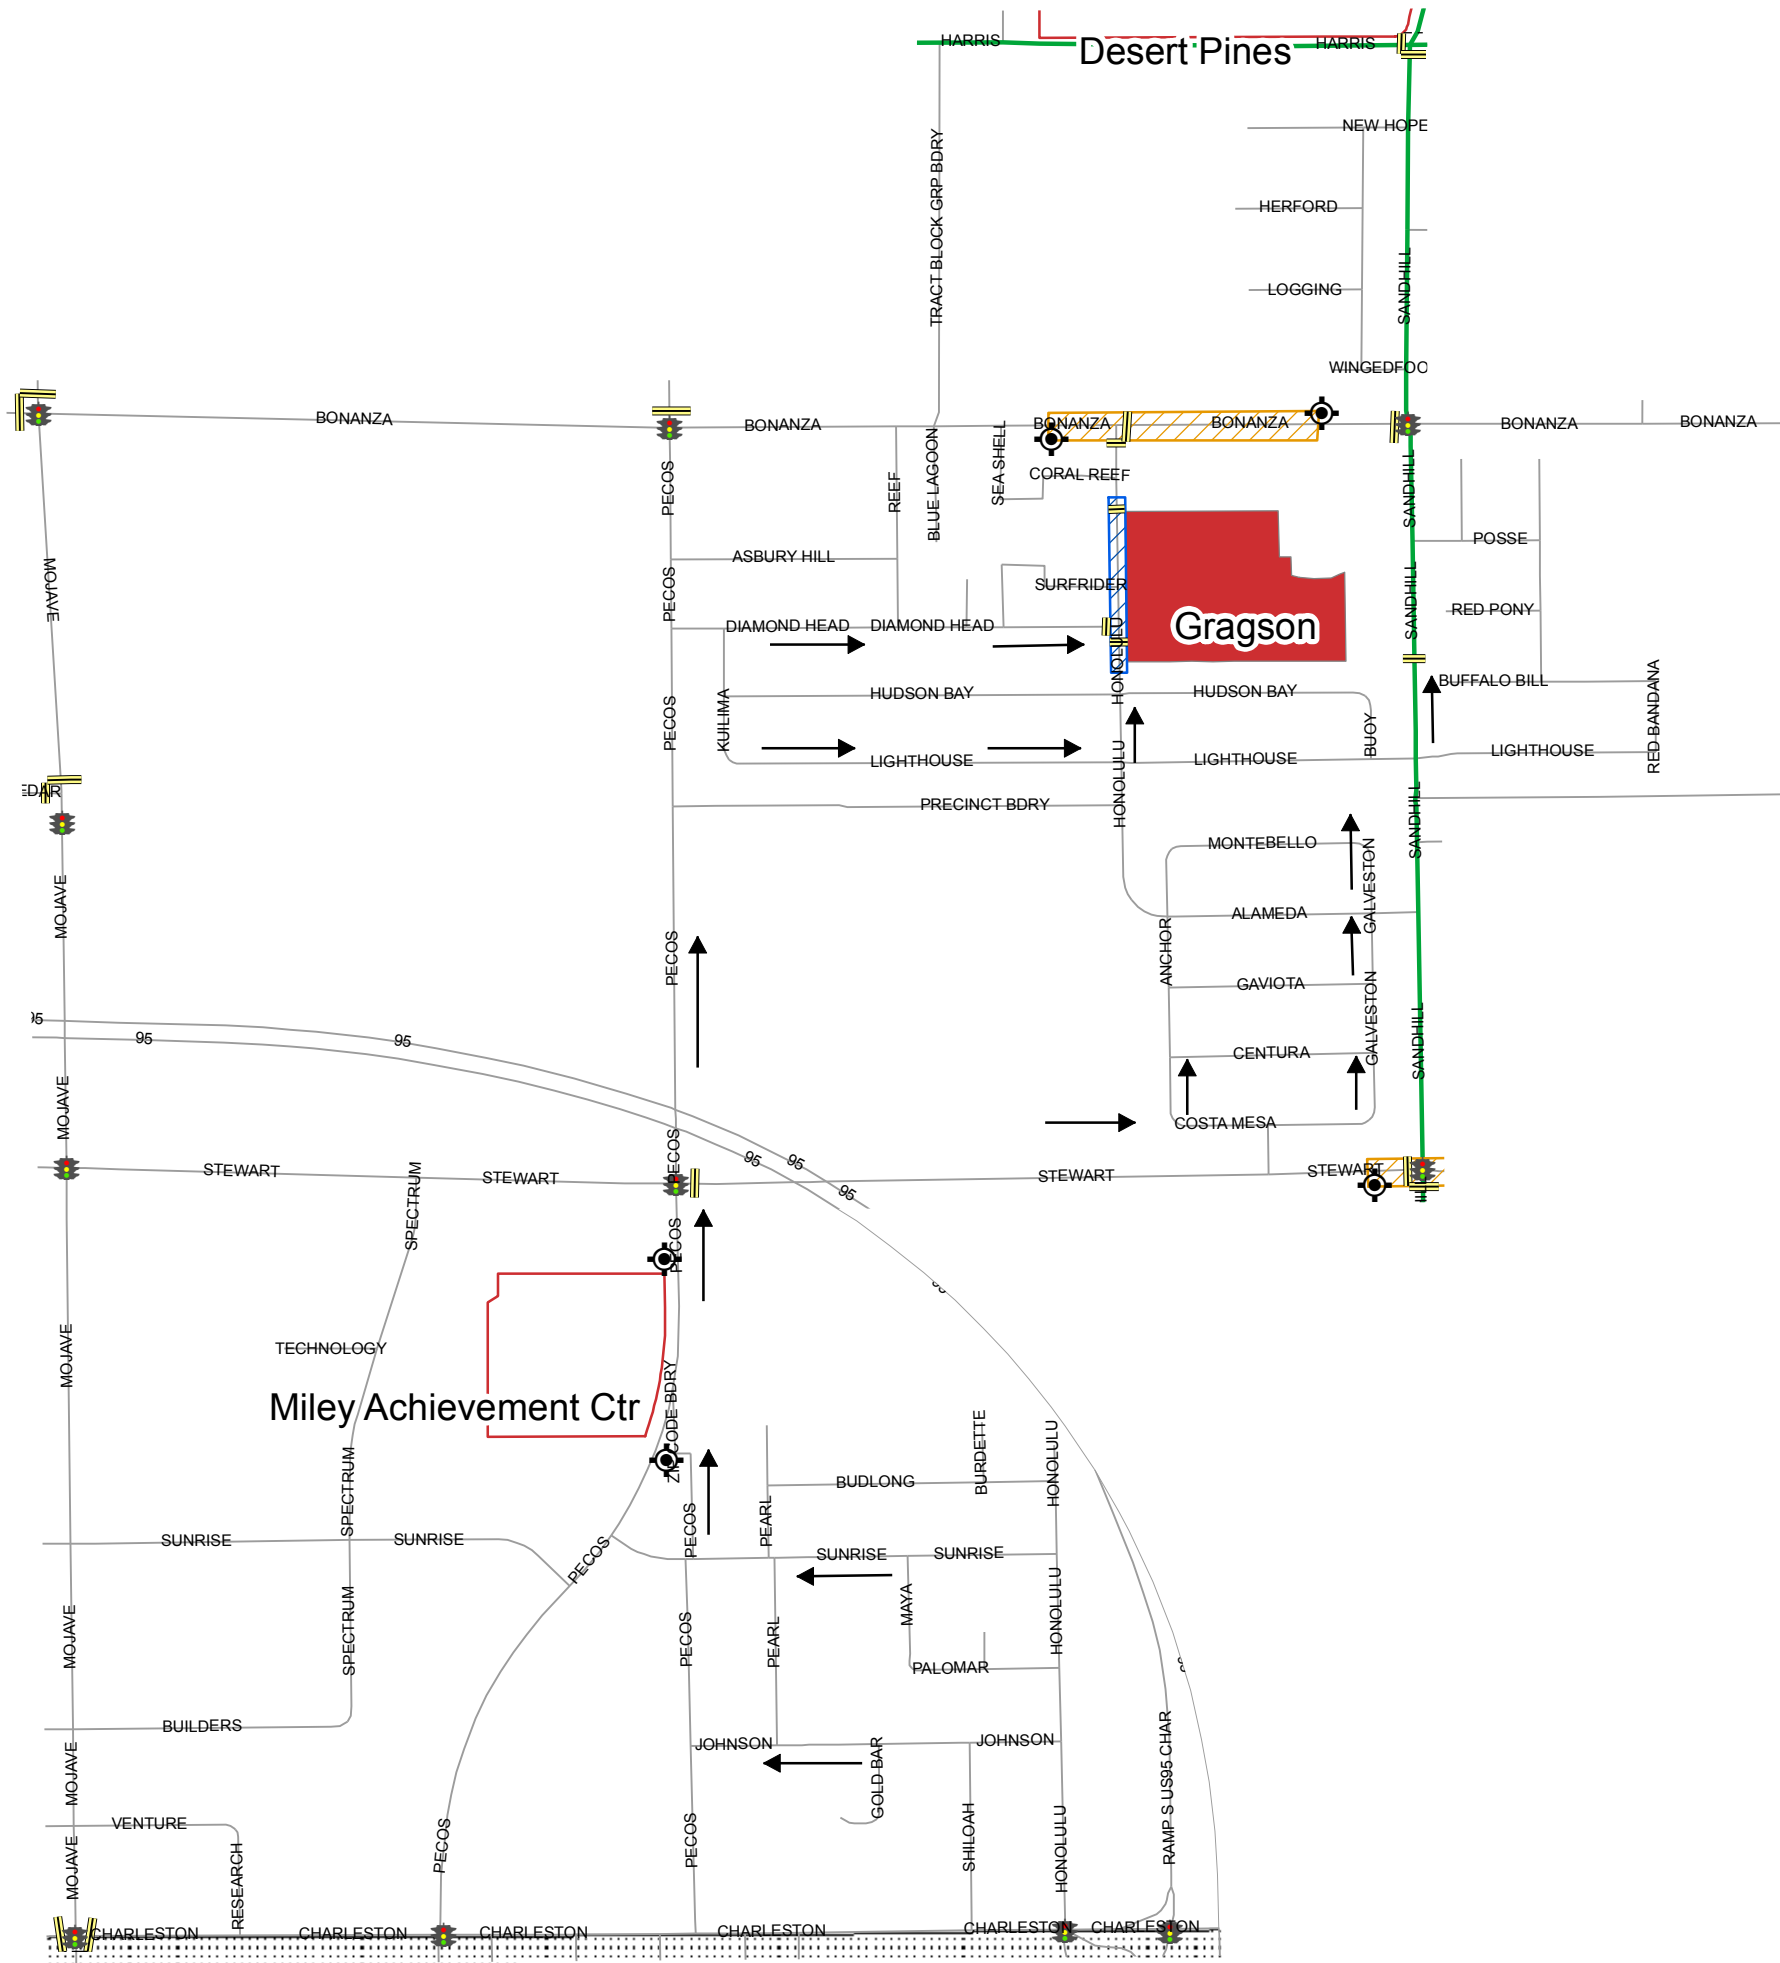 HARRIS
HARRIS
Desert Pines
NEW HOPE
TRACT BLOCK GRP BDRY
HERFORD
SANDHILL
LOGGING
WINGEDFOO
BONANZA
BONANZA
BONANZA
BONANZA
BONANZA
BONANZA
PECOS
REEF
BLUE LAGOON
SEA SHELL
CORAL REEF
SANDHILL
POSSE
MOJAVE
ASBURY HILL
PECOS
SURFRIDER
SANDHILL
RED PONY
DIAMOND HEAD
DIAMOND HEAD
Gragson
HONOLULU
HUDSON BAY
HUDSON BAY
BUFFALO BILL
RED BANDANA
PECOS
KUILIMA
BUOY
LIGHTHOUSE
LIGHTHOUSE
LIGHTHOUSE
EDAR
HONOLULU
PRECINCT BDRY
SANDHILL
MONTEBELLO
GALVESTON
MOJAVE
ALAMEDA
PECOS
ANCHOR
GAVIOTA
GALVESTON
95
95
95
SANDHILL
CENTURA
MOJAVE
COSTA MESA
PECOS
95
95
95
STEWART
STEWART
STEWART
STEWART
SPECTRUM
PECOS
MOJAVE
TECHNOLOGY
Miley Achievement Ctr
ZIP CODE BDRY
BURDETTE
HONOLULU
BUDLONG
SPECTRUM
PECOS
PEARL
SUNRISE
SUNRISE
PECOS
SUNRISE
SUNRISE
MAYA
HONOLULU
MOJAVE
SPECTRUM
PECOS
PEARL
PALOMAR
BUILDERS
JOHNSON
JOHNSON
MOJAVE
GOLD BAR
RAMP S US95 CHAR
VENTURE
PECOS
PECOS
SHILOAH
HONOLULU
MOJAVE
RESEARCH
CHARLESTON
CHARLESTON
CHARLESTON
CHARLESTON
CHARLESTON
CHARLESTON